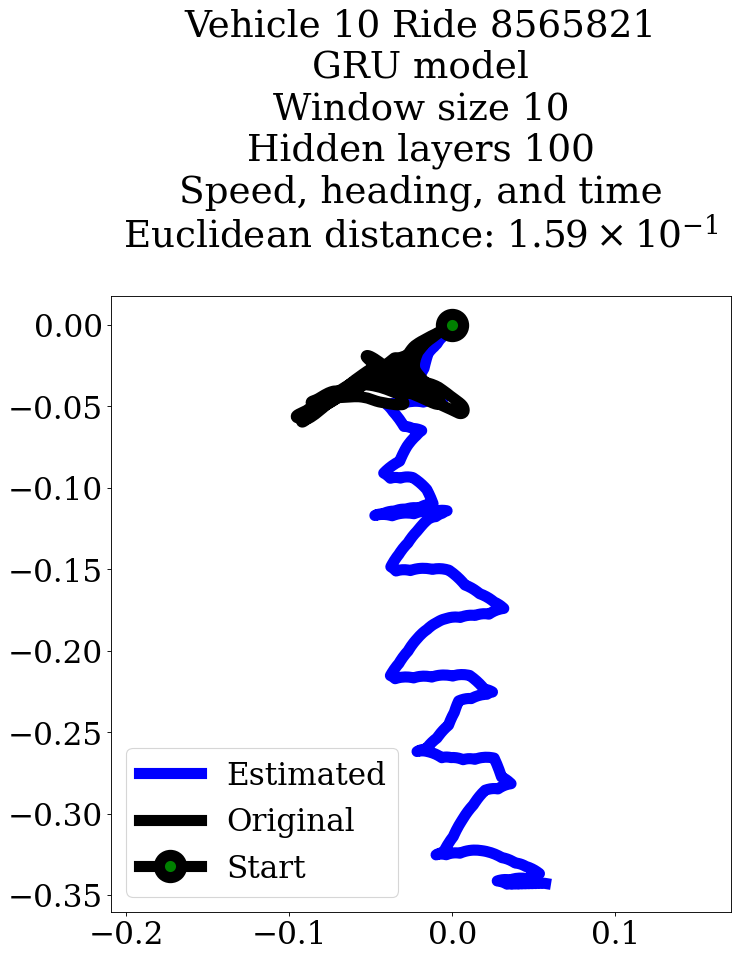 Vehicle 10 Ride 8565821
GRU model
Window size 10
Hidden layers 100
Speed, heading, and time
Euclidean distance: 1.59 × 10⁻¹
0.00
−0.05
−0.10
−0.15
−0.20
−0.25
−0.30
−0.35
Estimated
Original
Start
−0.2 −0.1 0.0 0.1